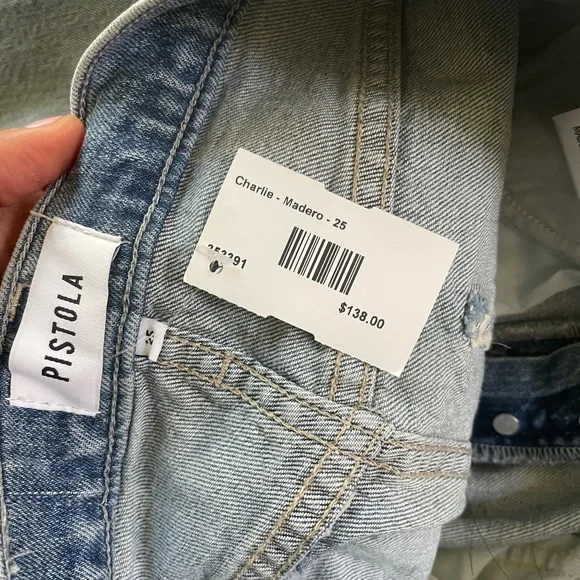 PISTOLA
Charlie - Madero - 25
$138.00
25